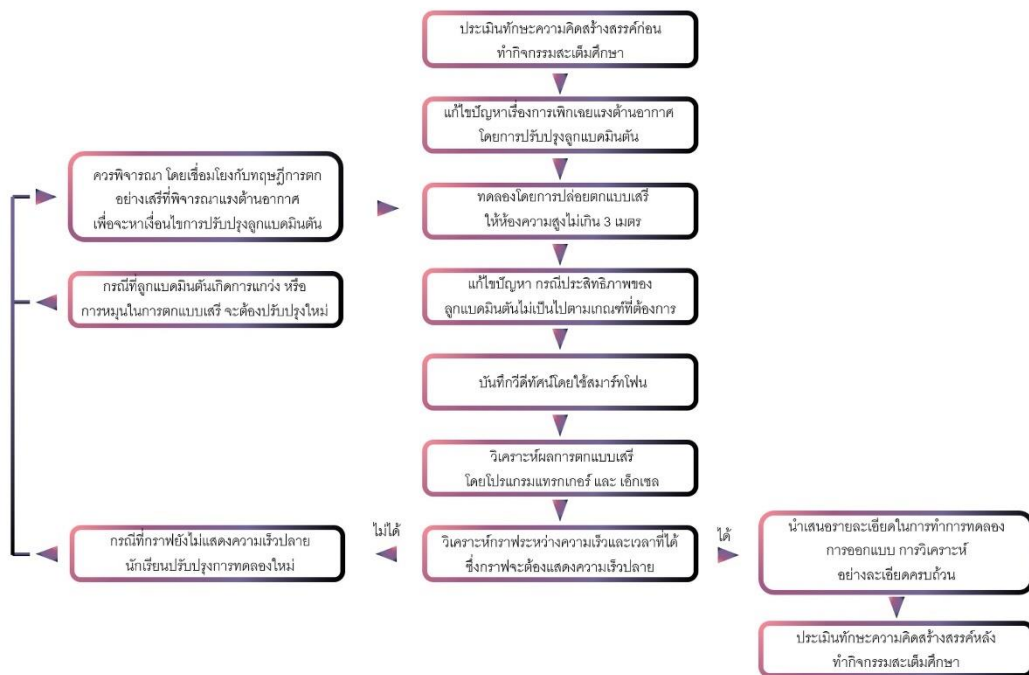 ประเมินทักษะความคิดสร้างสรรค์ก่อน
ทำกิจกรรมสะเต็มศึกษา
แก้ไขปัญหาเรื่องการเพิกเฉยแรงต้านอากาศ
โดยการปรับปรุงลูกแบดมินตัน
ควรพิจารณา โดยเชื่อมโยงกับทฤษฎีการตก
อย่างเสรีที่พิจารณาแรงต้านอากาศ
เพื่อจะหาเงื่อนไขการปรับปรุงลูกแบดมินตัน
ทดลองโดยการปล่อยตกแบบเสรี
ให้ห้องความสูงไม่เกิน 3 เมตร
กรณีที่ลูกแบดมินตันเกิดการแกว่ง หรือ
การหมุนในการตกแบบเสรี จะต้องปรับปรุงใหม่
แก้ไขปัญหา กรณีประสิทธิภาพของ
ลูกแบดมินตันไม่เป็นไปตามเกณฑ์ที่ต้องการ
บันทึกวีดีทัศน์โดยใช้สมาร์ทโฟน
วิเคราะห์ผลการตกแบบเสรี
โดยโปรแกรมแทรกเกอร์ และ เอ็กเซล
กรณีที่กราฟยังไม่แสดงความเร็วปลาย
นักเรียนปรับปรุงการทดลองใหม่
ไม่ได้
วิเคราะห์กราฟระหว่างความเร็วและเวลาที่ได้
ซึ่งกราฟจะต้องแสดงความเร็วปลาย
ได้
นำเสนอรายละเอียดในการทำการทดลอง
การออกแบบ การวิเคราะห์
อย่างละเอียดครบถ้วน
ประเมินทักษะความคิดสร้างสรรค์หลัง
ทำกิจกรรมสะเต็มศึกษา